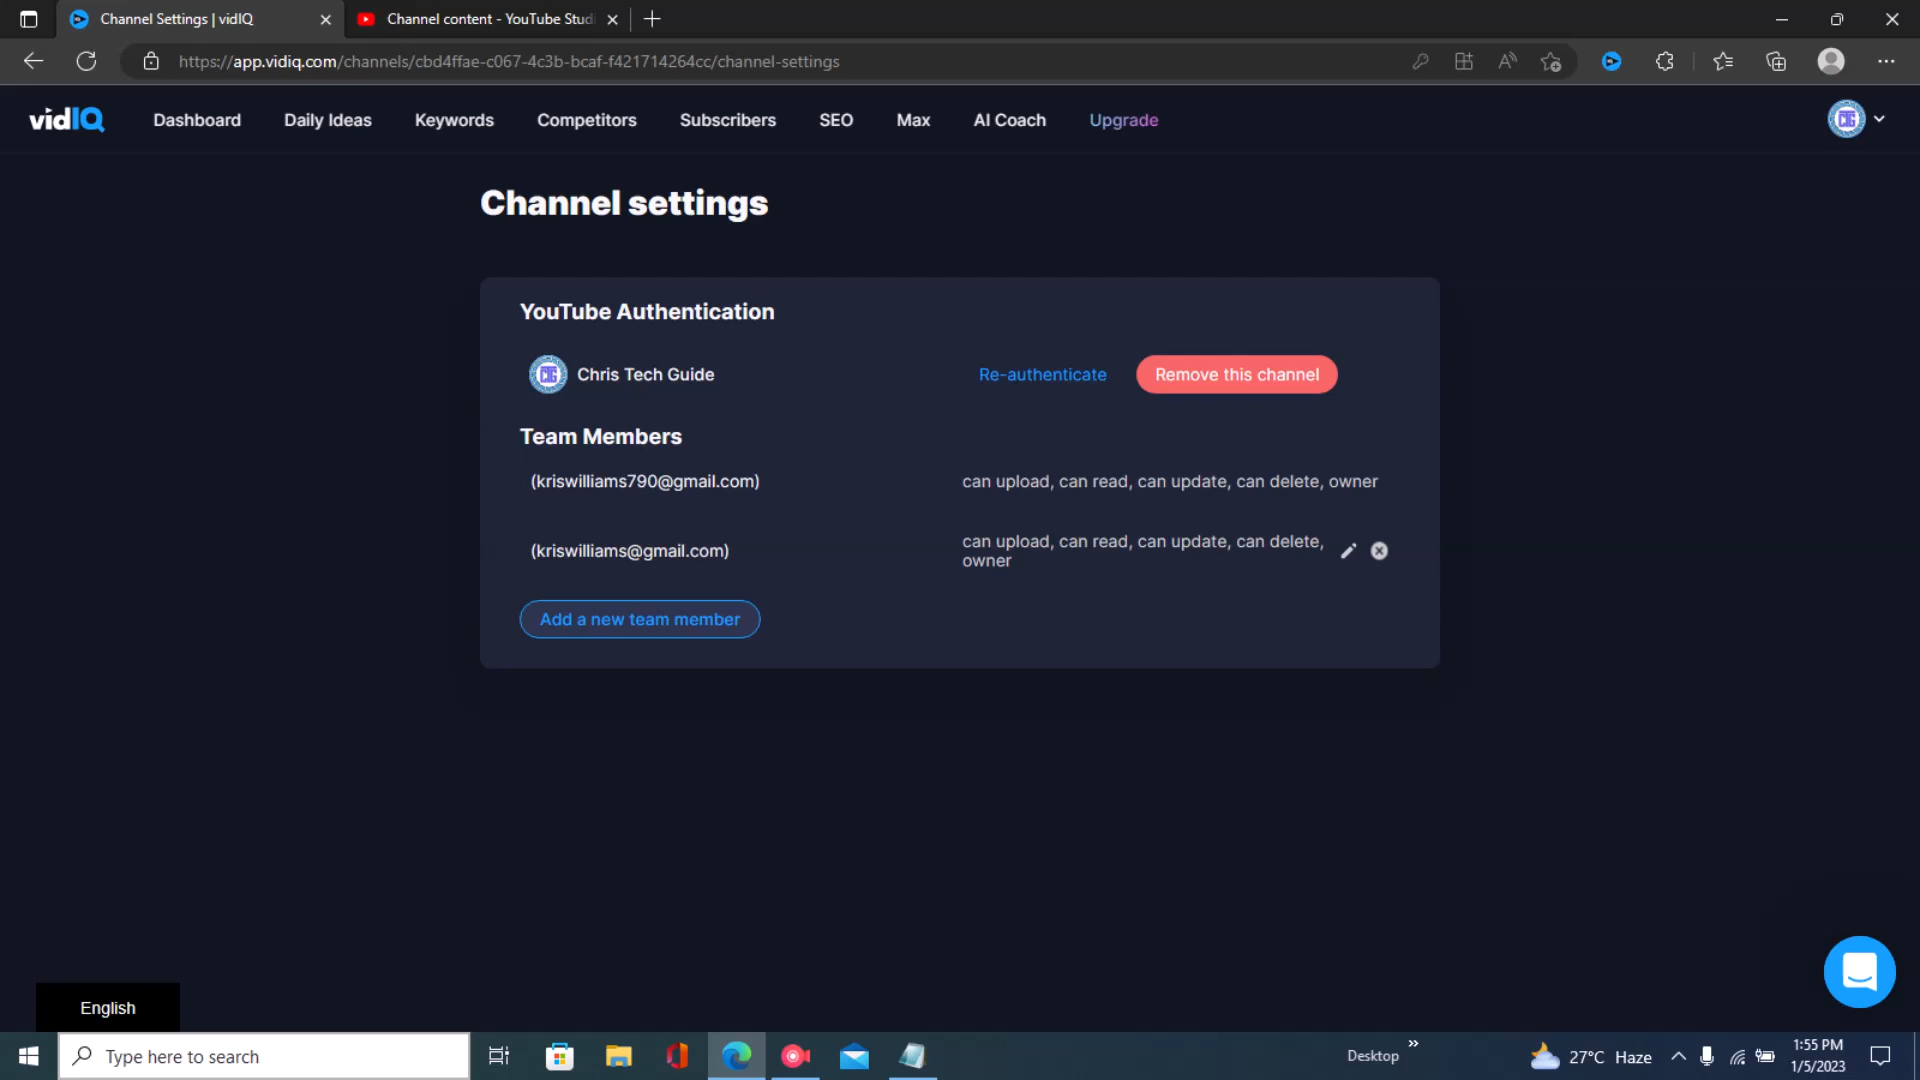 Channel Settings | vidIQ
Channel content - YouTube Studi
https://app.vidiq.com/channels/cbd4ffae-c067-4c3b-bcaf-f421714264cc/channel-settings
vidIQ
Dashboard
Daily Ideas
Keywords
Competitors
Subscribers
SEO
Max
AI Coach
Upgrade
Channel settings
YouTube Authentication
Chris Tech Guide
Re-authenticate
Remove this channel
Team Members
(kriswilliams790@gmail.com)
can upload, can read, can update, can delete, owner
(kriswilliams@gmail.com)
can upload, can read, can update, can delete,
owner
Add a new team member
English
Type here to search
Desktop
27°C Haze
1:55 PM
1/5/2023